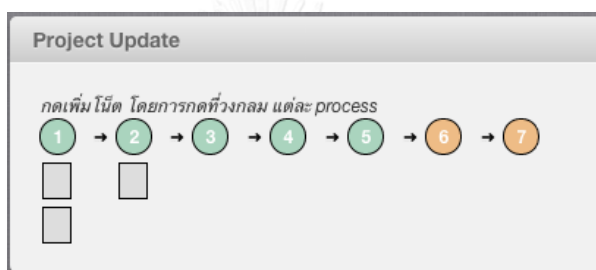 Project Update
กดเพิ่มโน็ต โดยการกดที่วงกลม แต่ละ process
1 → 2 → 3 → 4 → 5 → 6 → 7